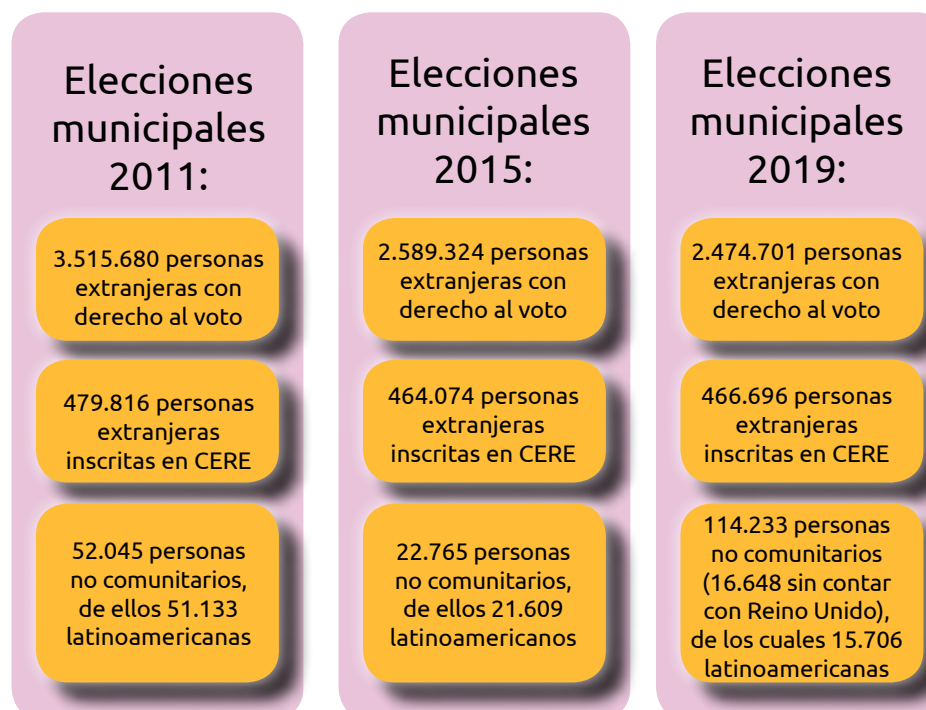 Elecciones
municipales
2011:
3.515.680 personas
extranjeras con
derecho al voto
479.816 personas
extranjeras
inscritas en CERE
52.045 personas
no comunitarios,
de ellos 51.133
latinoamericanas
Elecciones
municipales
2015:
2.589.324 personas
extranjeras con
derecho al voto
464.074 personas
extranjeras
inscritas en CERE
22.765 personas
no comunitarios,
de ellos 21.609
latinoamericanos
Elecciones
municipales
2019:
2.474.701 personas
extranjeras con
derecho al voto
466.696 personas
extranjeras
inscritas en CERE
114.233 personas
no comunitarios
(16.648 sin contar
con Reino Unido),
de los cuales 15.706
latinoamericanas